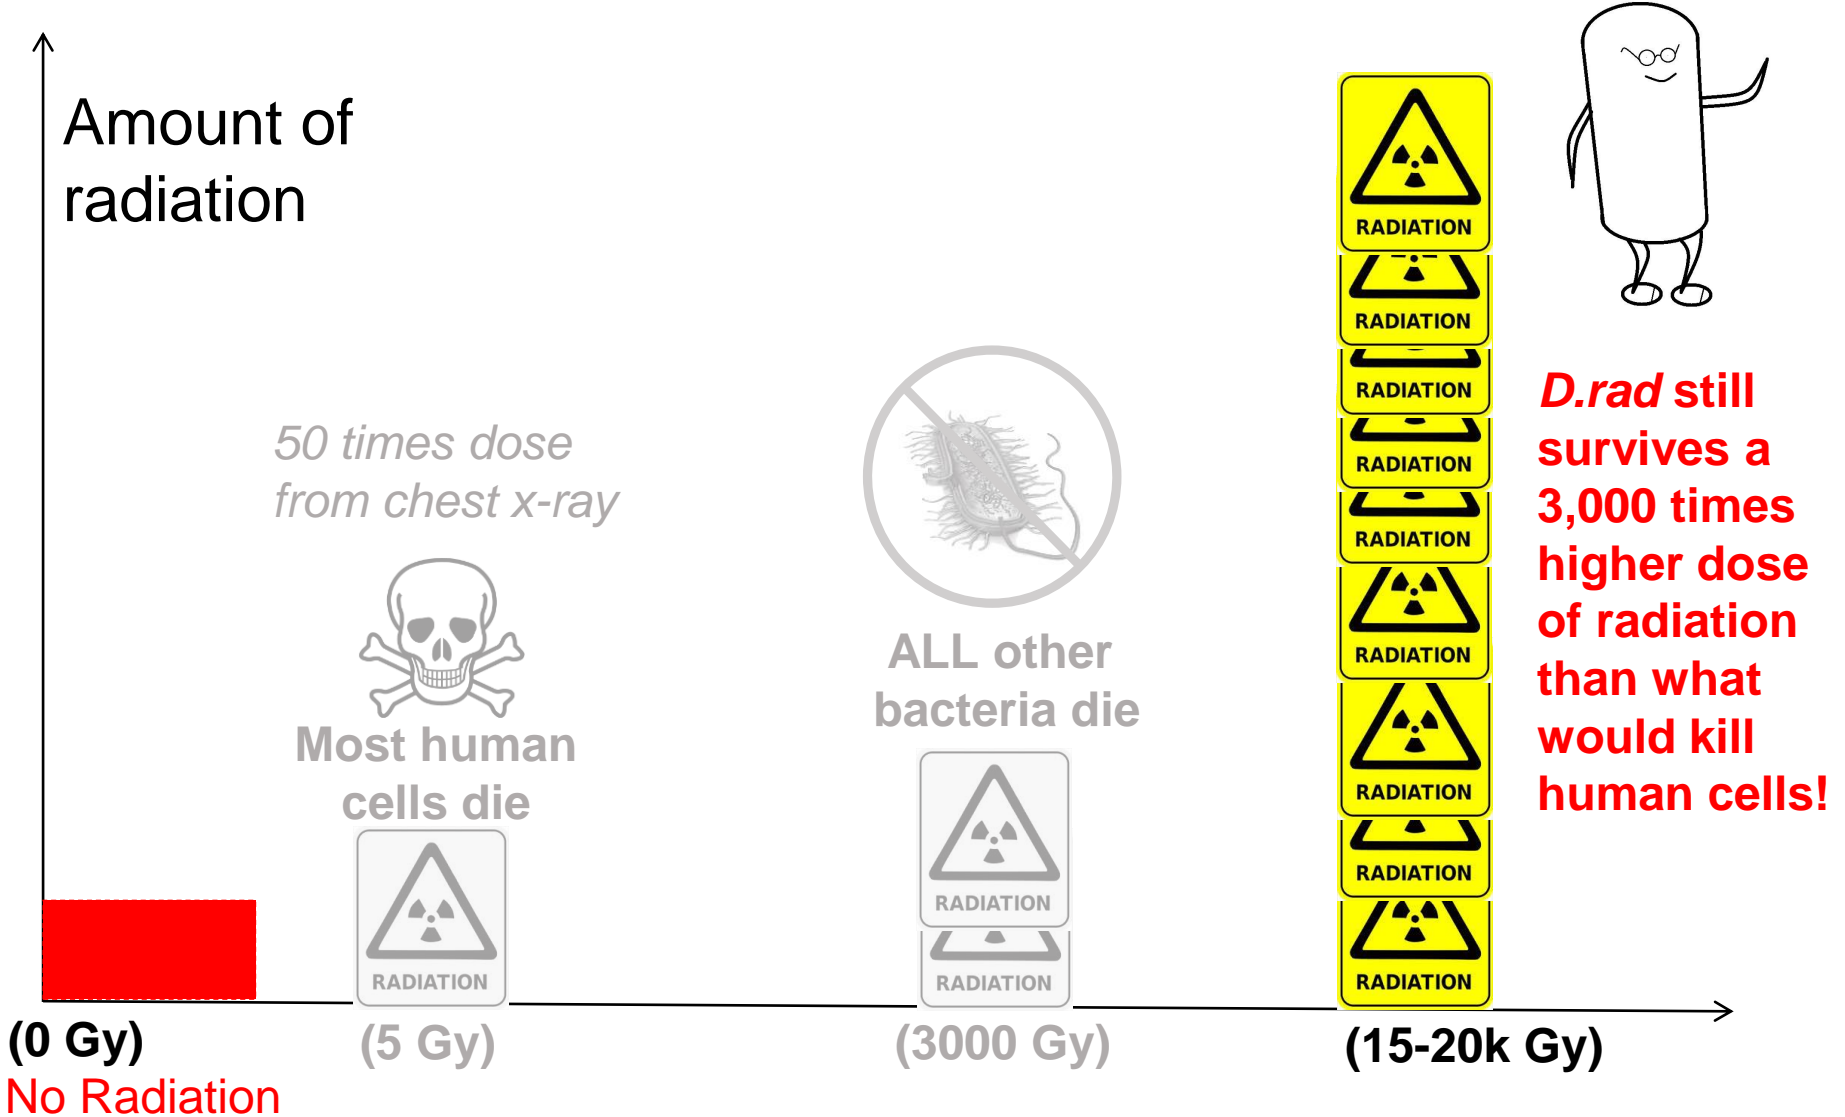 Amount of
radiation
50 times dose
from chest x-ray
Most human
cells die
RADIATION
ALL other
bacteria die
RADIATION
RADIATION
RADIATION
RADIATION
RADIATION
RADIATION
RADIATION
RADIATION
RADIATION
RADIATION
RADIATION
D.rad still
survives a
3,000 times
higher dose
of radiation
than what
would kill
human cells!
(0 Gy)
No Radiation
(5 Gy)
(3000 Gy)
(15-20k Gy)